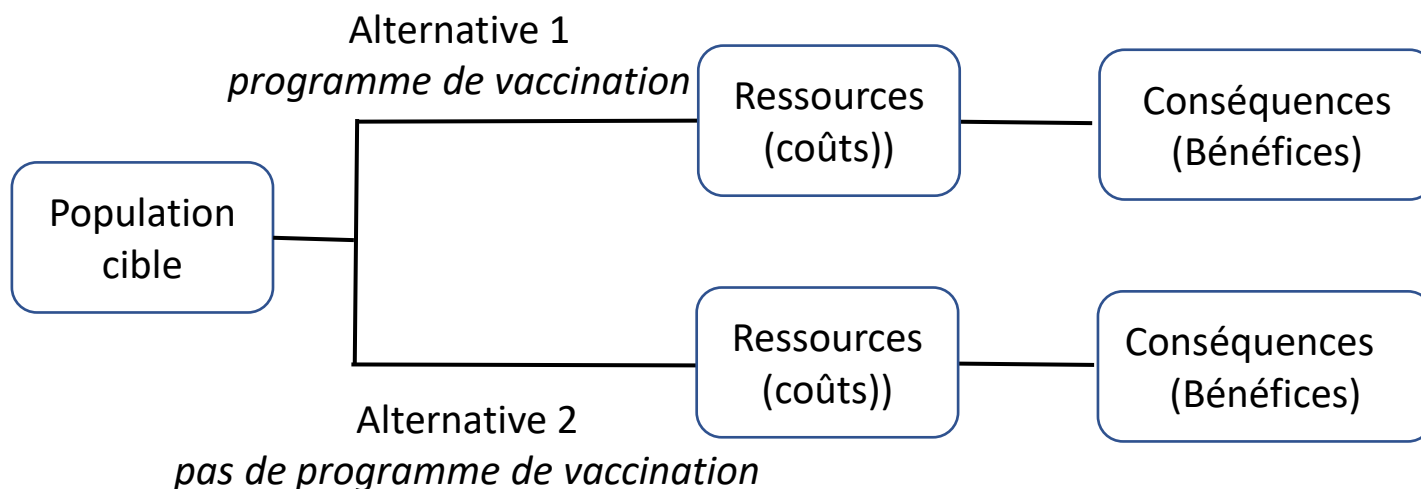 Alternative 1
programme de vaccination
Ressources
(coûts))
Conséquences
(Bénéfices)
Population
cible
Ressources
(coûts))
Conséquences
(Bénéfices)
Alternative 2
pas de programme de vaccination